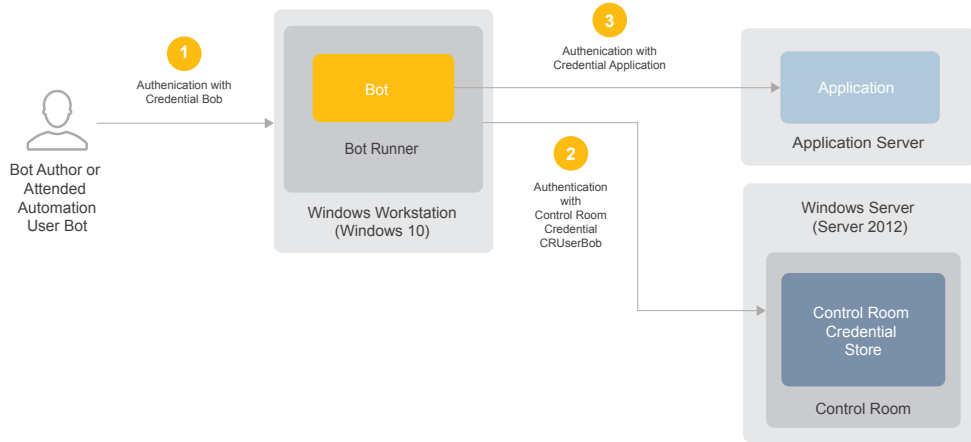 1
Authenication with
Credential Bob
Bot Author or
Attended
Automation
User Bot
Bot
Bot Runner
Windows Workstation
(Windows 10)
3
Authenication with
Credential Application
2
Authentication
with
Control Room
Credential
CRUserBob
Application
Application Server
Windows Server
(Server 2012)
Control Room
Credential
Store
Control Room